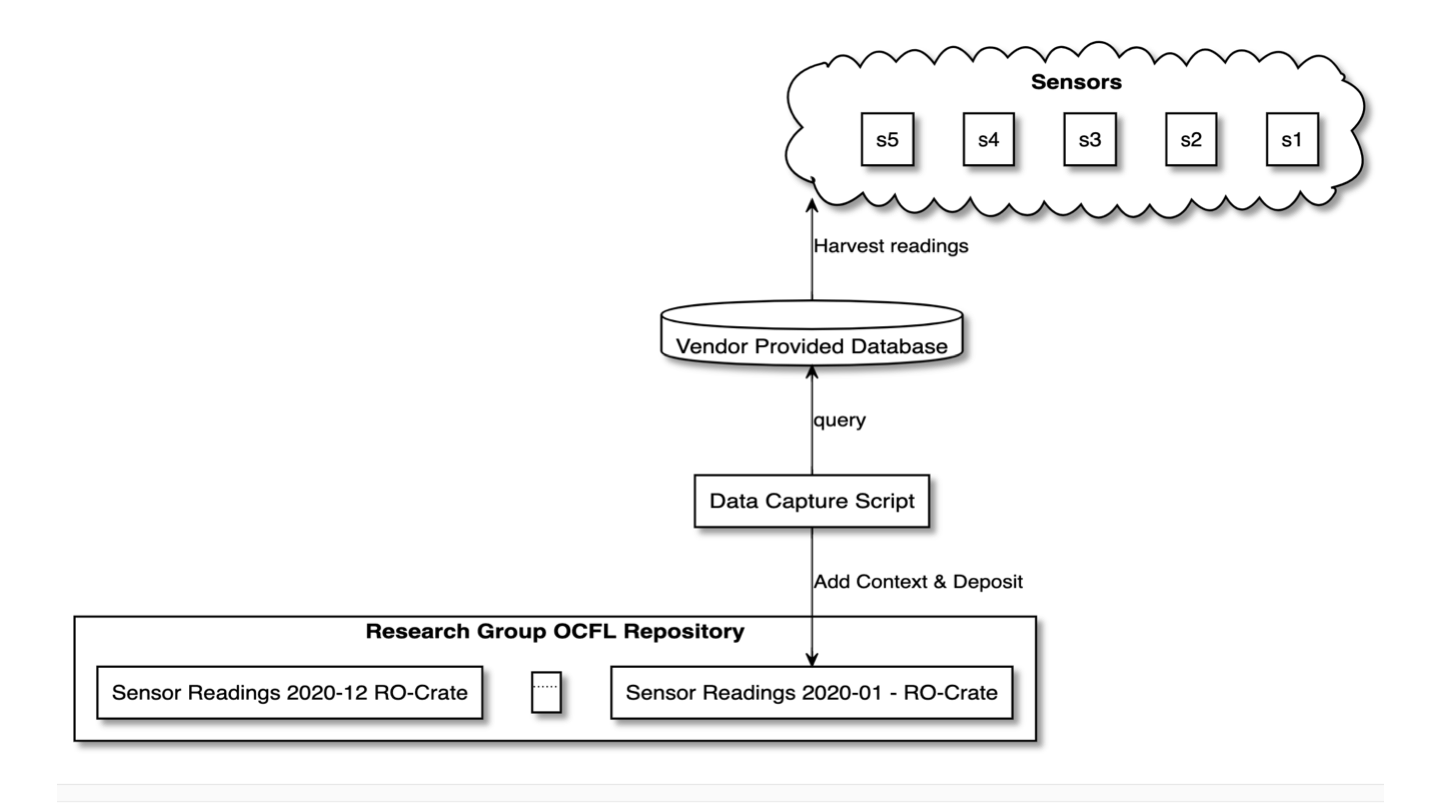 Sensors
s5 s4 s3 s2 s1
Harvest readings
Vendor Provided Database
query
Data Capture Script
Add Context & Deposit
Research Group OCFL Repository
Sensor Readings 2020-12 RO-Crate ...... Sensor Readings 2020-01 - RO-Crate